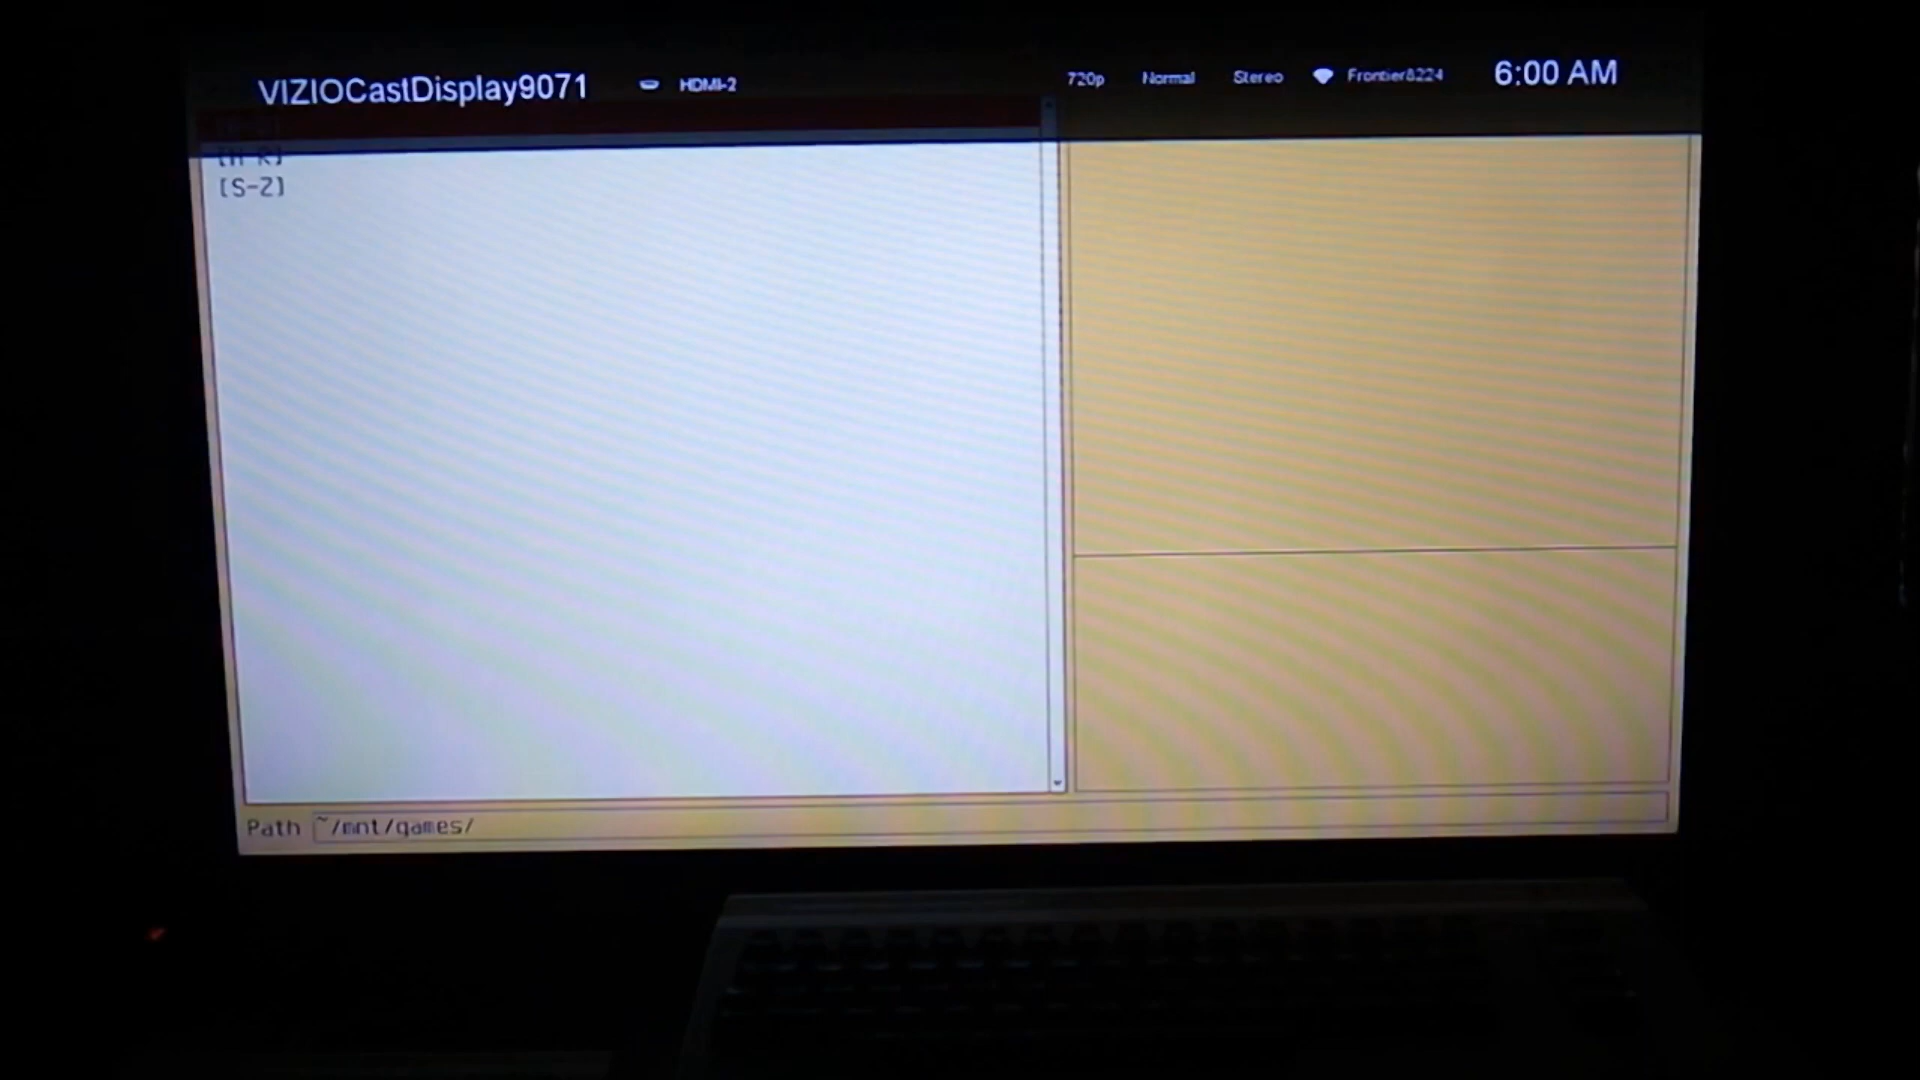 VIZIOCastDisplay9071 HDMI-2 720p Normal Stereo Frontier8224 6:00 AM
[N-R]
[S-Z]
Path ~/mnt/games/